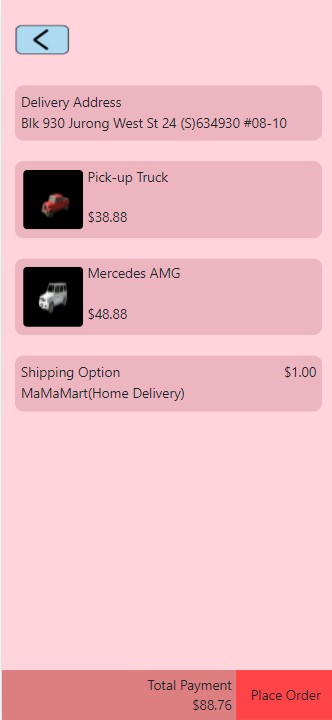 Delivery Address
Blk 930 Jurong West St 24 (S)634930 #08-10
Pick-up Truck
$38.88
Mercedes AMG
$48.88
Shipping Option $1.00
MaMaMart(Home Delivery)
Total Payment
$88.76
Place Order